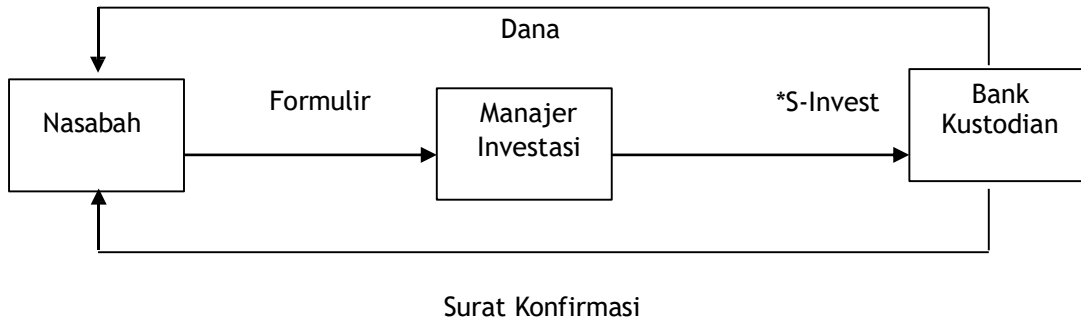 Dana
Nasabah
Formulir
Manajer
Investasi
*S-Invest
Bank
Kustodian
Surat Konfirmasi